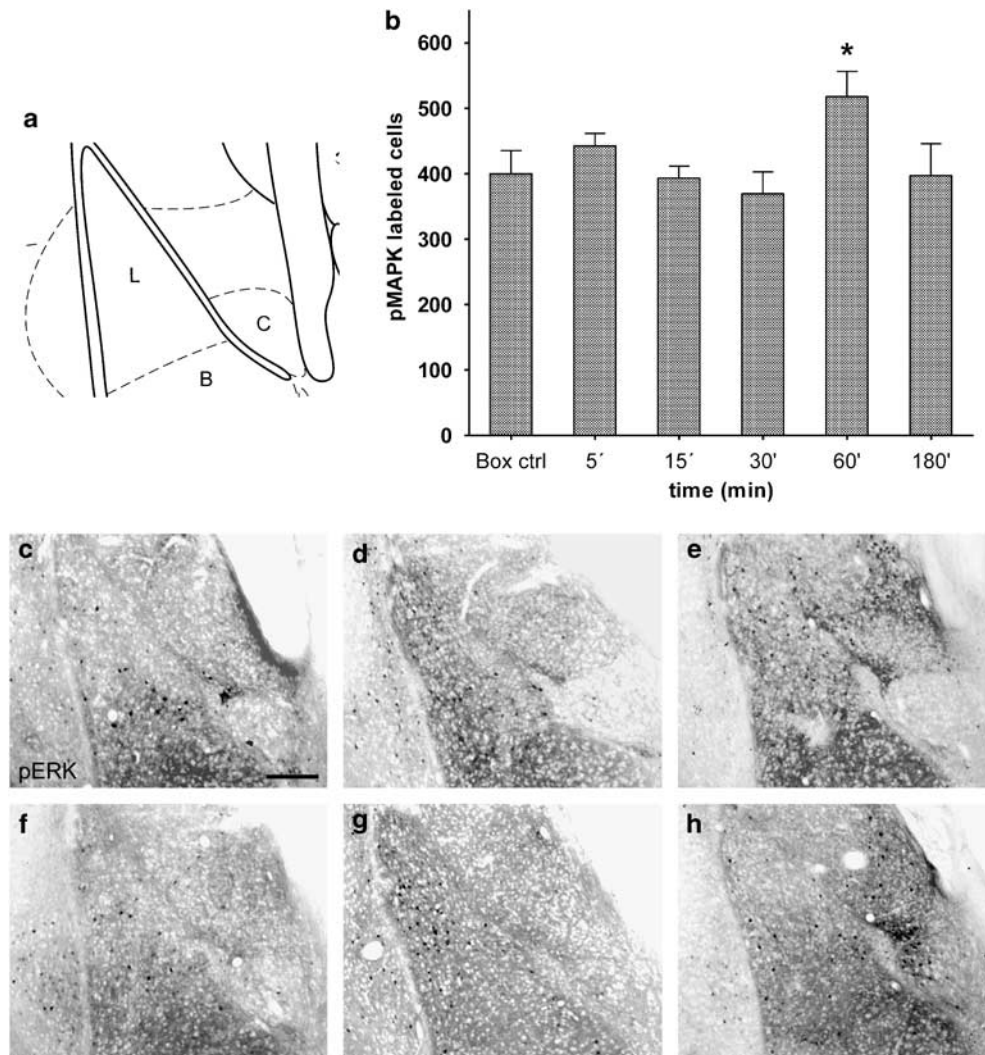 a
L
C
B
b
600
500
400
300
200
100
0
pMAPK labeled cells
*
Box ctrl 5´ 15´ 30' 60' 180'
time (min)
c
pERK
d
e
f
g
h